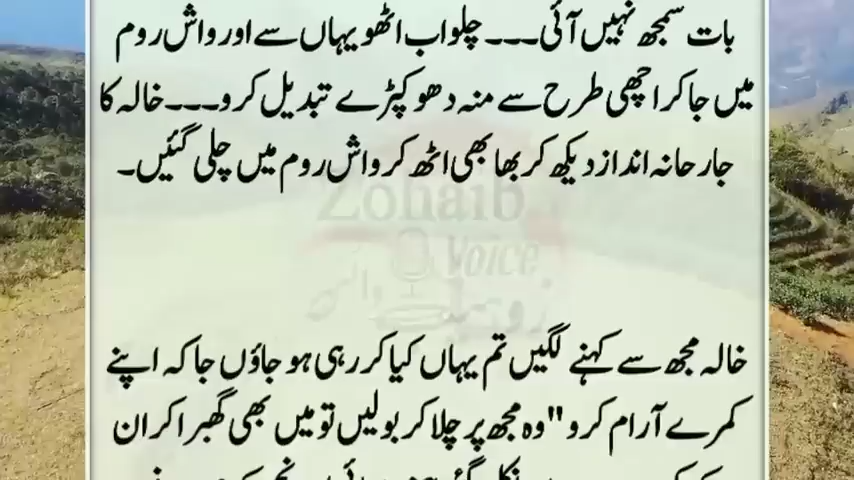 بات سمجھ نہیں آئی ۔۔۔ چلو اب اٹھو یہاں سے اور واش روم
میں جا کر اچھی طرح سے منہ دھو کپڑے تبدیل کرو ۔۔۔ خالہ کا
جارحانہ انداز دیکھ کر بھابھی اٹھ کر واش روم میں چلی گئیں۔
Zohaib
Voice
خالہ مجھ سے کہنے لگیں تم یہاں کیا کر رہی ہو جاؤں جا کہ اپنے
کمرے آرام کرو" وہ مجھ پر چلا کر بولیں تو میں بھی گھبرا کر ان